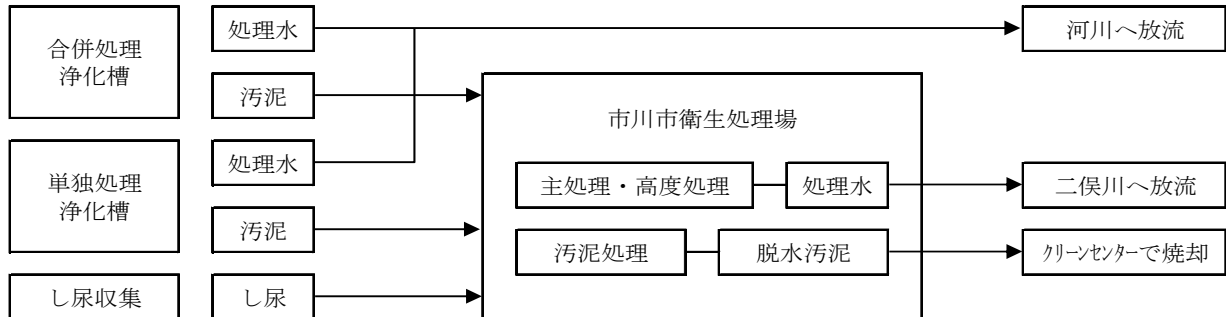 合併処理
浄化槽
処理水
河川へ放流
汚泥
市川市衛生処理場
単独処理
浄化槽
処理水
主処理・高度処理
処理水
二俣川へ放流
汚泥
汚泥処理
脱水汚泥
クリーンセンターで焼却
し尿収集
し尿